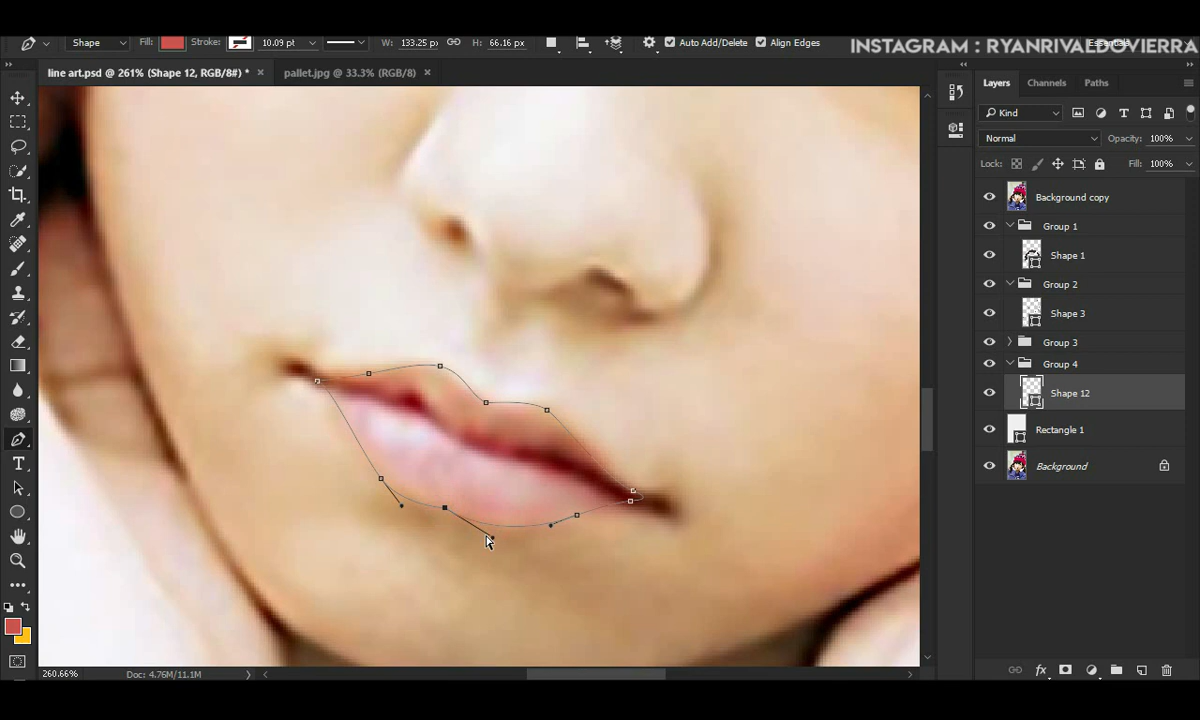 Shape Fill: Stroke: 10.09 pt W: 133.25 px H: 66.16 px Auto Add/Delete Align Edges
INSTAGRAM : RYANRIVALDOVIERRA
Essentials
line art.psd @ 261% (Shape 12, RGB/8#) * × pallet.jpg @ 33.3% (RGB/8) ×
Layers Channels Paths
Kind
Normal Opacity: 100%
Lock: Fill: 100%
Background copy
Group 1
Shape 1
Group 2
Shape 3
Group 3
Group 4
Shape 12
Rectangle 1
Background
260.66% Doc: 4.76M/11.1M